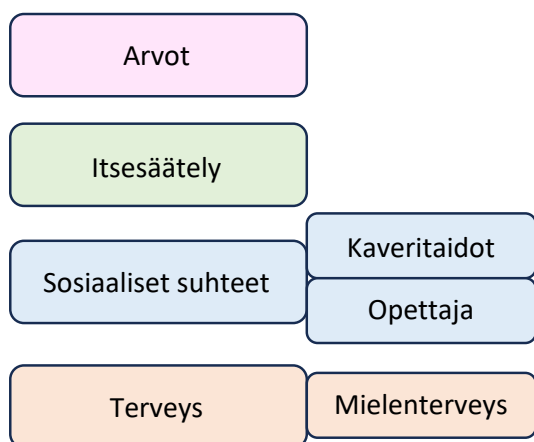 Arvot
Itsesäätely
Sosiaaliset suhteet
Kaveritaidot
Opettaja
Terveys
Mielenterveys